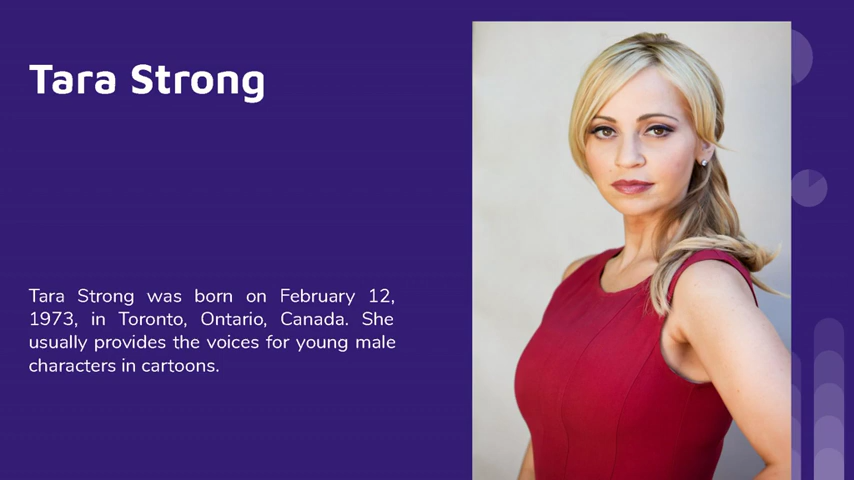 Tara Strong
Tara Strong was born on February 12,
1973, in Toronto, Ontario, Canada. She
usually provides the voices for young male
characters in cartoons.